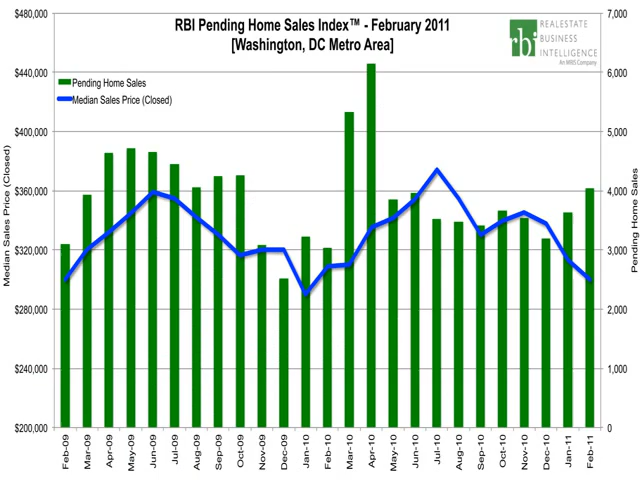 RBI Pending Home Sales Index™ - February 2011
[Washington, DC Metro Area]
rbi
REALESTATE
BUSINESS
INTELLIGENCE
An MRIS Company
Pending Home Sales
Median Sales Price (Closed)
Median Sales Price (Closed)
$480,000
$440,000
$400,000
$360,000
$320,000
$280,000
$240,000
$200,000
7,000
6,000
5,000
4,000
3,000
2,000
1,000
0
Pending Home Sales
Feb-09
Mar-09
Apr-09
May-09
Jun-09
Jul-09
Aug-09
Sep-09
Oct-09
Nov-09
Dec-09
Jan-10
Feb-10
Mar-10
Apr-10
May-10
Jun-10
Jul-10
Aug-10
Sep-10
Oct-10
Nov-10
Dec-10
Jan-11
Feb-11